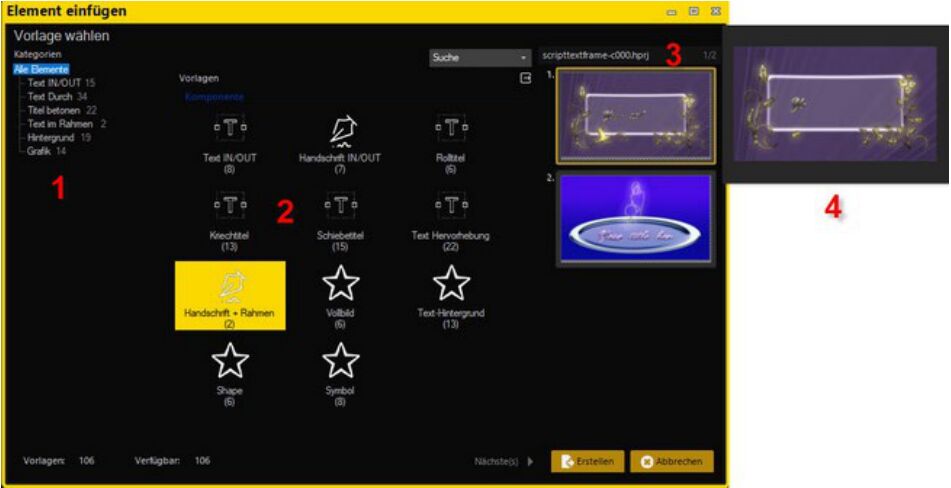 Element einfügen
Vorlage wählen
Kategorien
Alle Elemente
Text IN/OUT 15
Text Durch 34
Titel betonen 22
Text im Rahmen 2
Hintergrund 19
Grafik 14
1
Suche
Vorlagen
Komponente
Text IN/OUT
(8)
Handschrift IN/OUT
(7)
Rolltitel
(6)
Kriechtitel
(13)
2
Schiebetitel
(15)
Text Hervorhebung
(22)
Handschrift + Rahmen
(2)
Vollbild
(6)
Text-Hintergrund
(13)
Shape
(6)
Symbol
(8)
scripttextframe-c000.hprj
3
1/2
1.
2.
4
Vorlagen: 106
Verfügbar: 106
Nächste(s)
Erstellen
Abbrechen